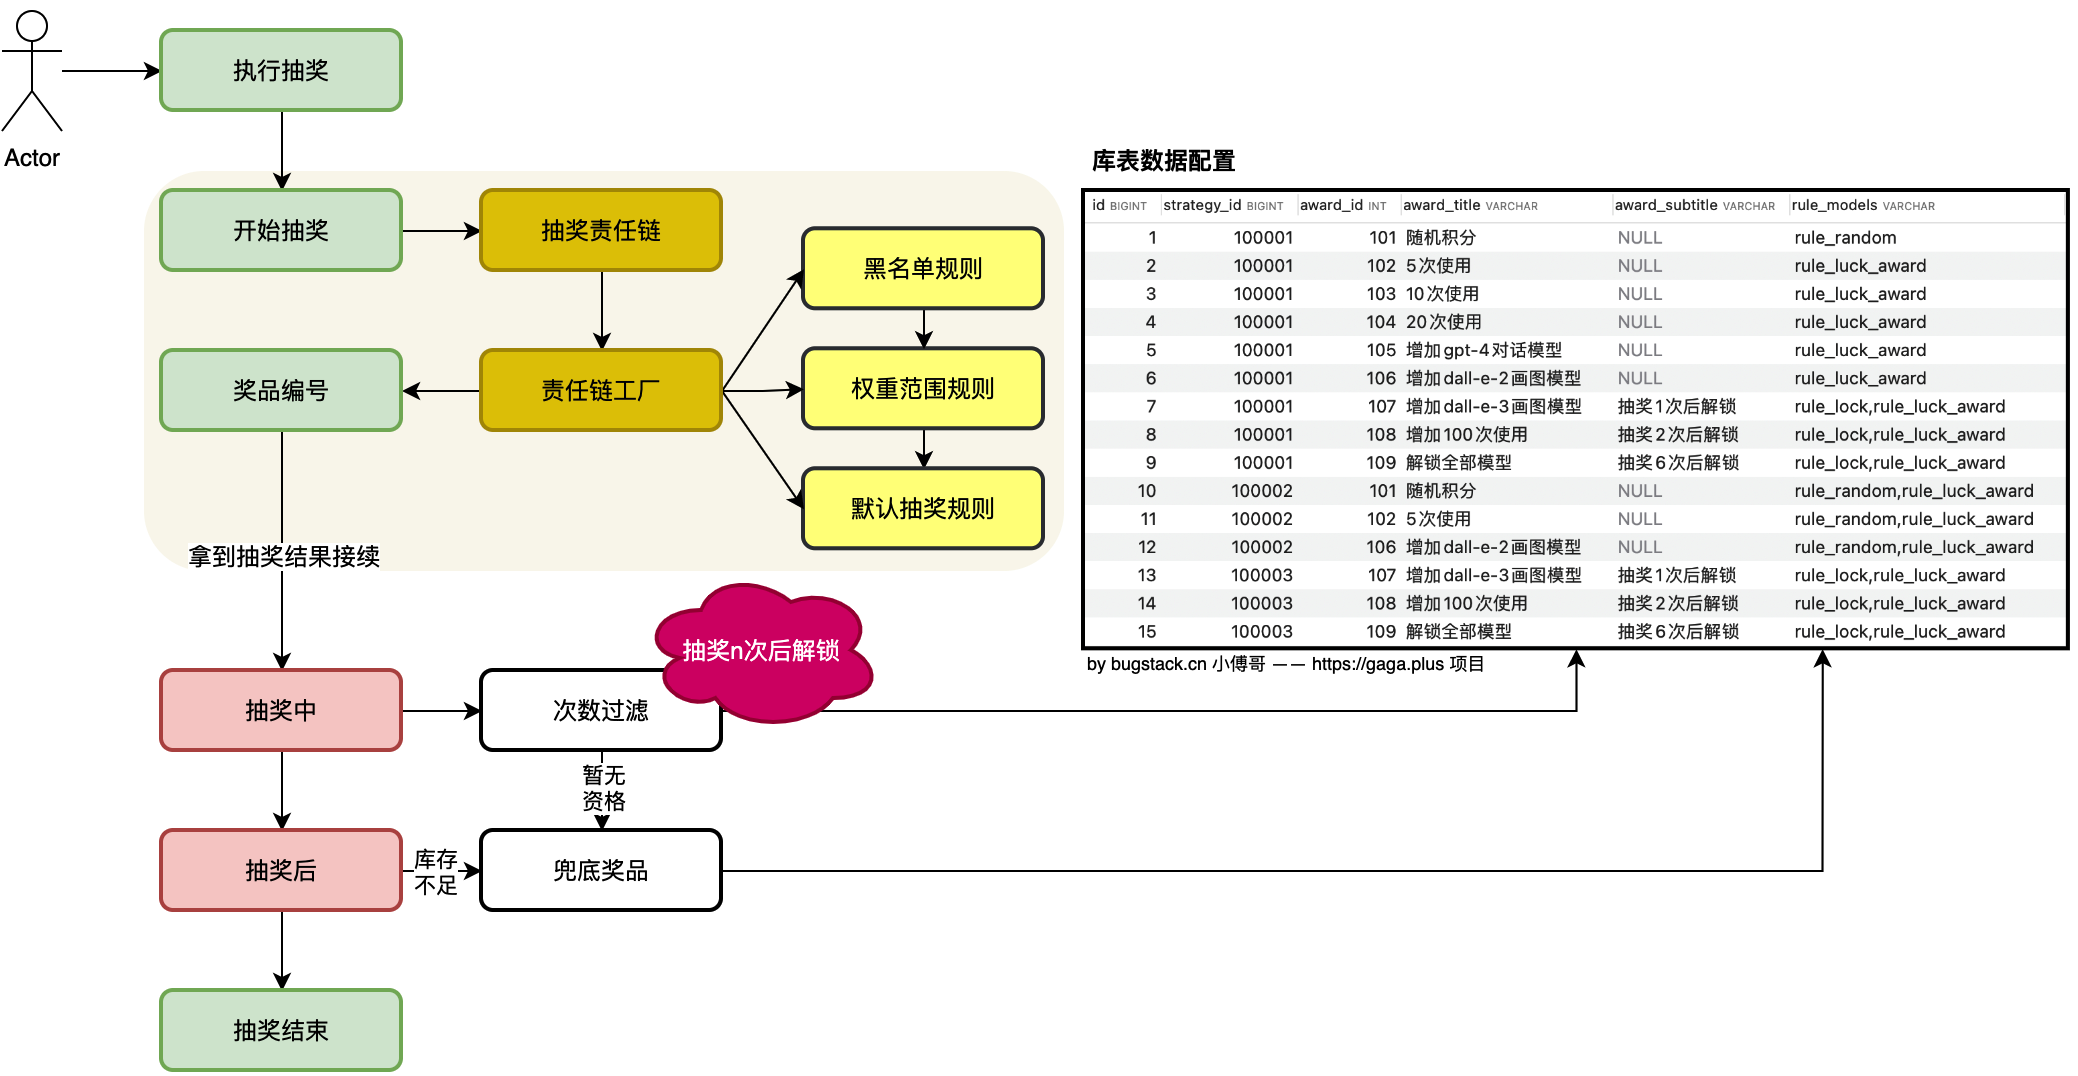 Actor
执行抽奖
开始抽奖
抽奖责任链
黑名单规则
奖品编号
责任链工厂
权重范围规则
默认抽奖规则
拿到抽奖结果接续
抽奖n次后解锁
抽奖中
次数过滤
暂无
资格
抽奖后
库存
不足
兜底奖品
抽奖结束
库表数据配置
id BIGINT strategy_id BIGINT award_id INT award_title VARCHAR award_subtitle VARCHAR rule_models VARCHAR
1 100001 101 随机积分 NULL rule_random
2 100001 102 5次使用 NULL rule_luck_award
3 100001 103 10次使用 NULL rule_luck_award
4 100001 104 20次使用 NULL rule_luck_award
5 100001 105 增加gpt-4对话模型 NULL rule_luck_award
6 100001 106 增加dall-e-2画图模型 NULL rule_luck_award
7 100001 107 增加dall-e-3画图模型 抽奖1次后解锁 rule_lock,rule_luck_award
8 100001 108 增加100次使用 抽奖2次后解锁 rule_lock,rule_luck_award
9 100001 109 解锁全部模型 抽奖6次后解锁 rule_lock,rule_luck_award
10 100002 101 随机积分 NULL rule_random,rule_luck_award
11 100002 102 5次使用 NULL rule_random,rule_luck_award
12 100002 106 增加dall-e-2画图模型 NULL rule_random,rule_luck_award
13 100003 107 增加dall-e-3画图模型 抽奖1次后解锁 rule_lock,rule_luck_award
14 100003 108 增加100次使用 抽奖2次后解锁 rule_lock,rule_luck_award
15 100003 109 解锁全部模型 抽奖6次后解锁 rule_lock,rule_luck_award
by bugstack.cn 小傅哥 —— https://gaga.plus 项目